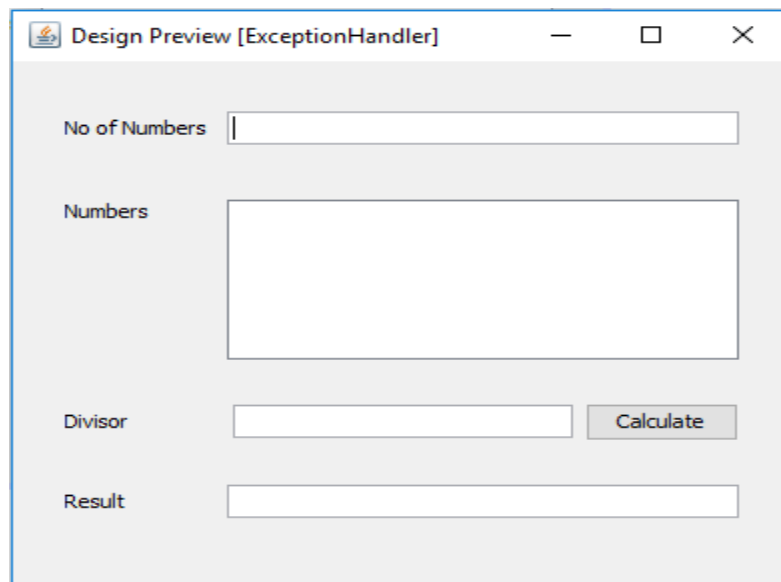 Design Preview [ExceptionHandler]
No of Numbers
Numbers
Divisor
Calculate
Result